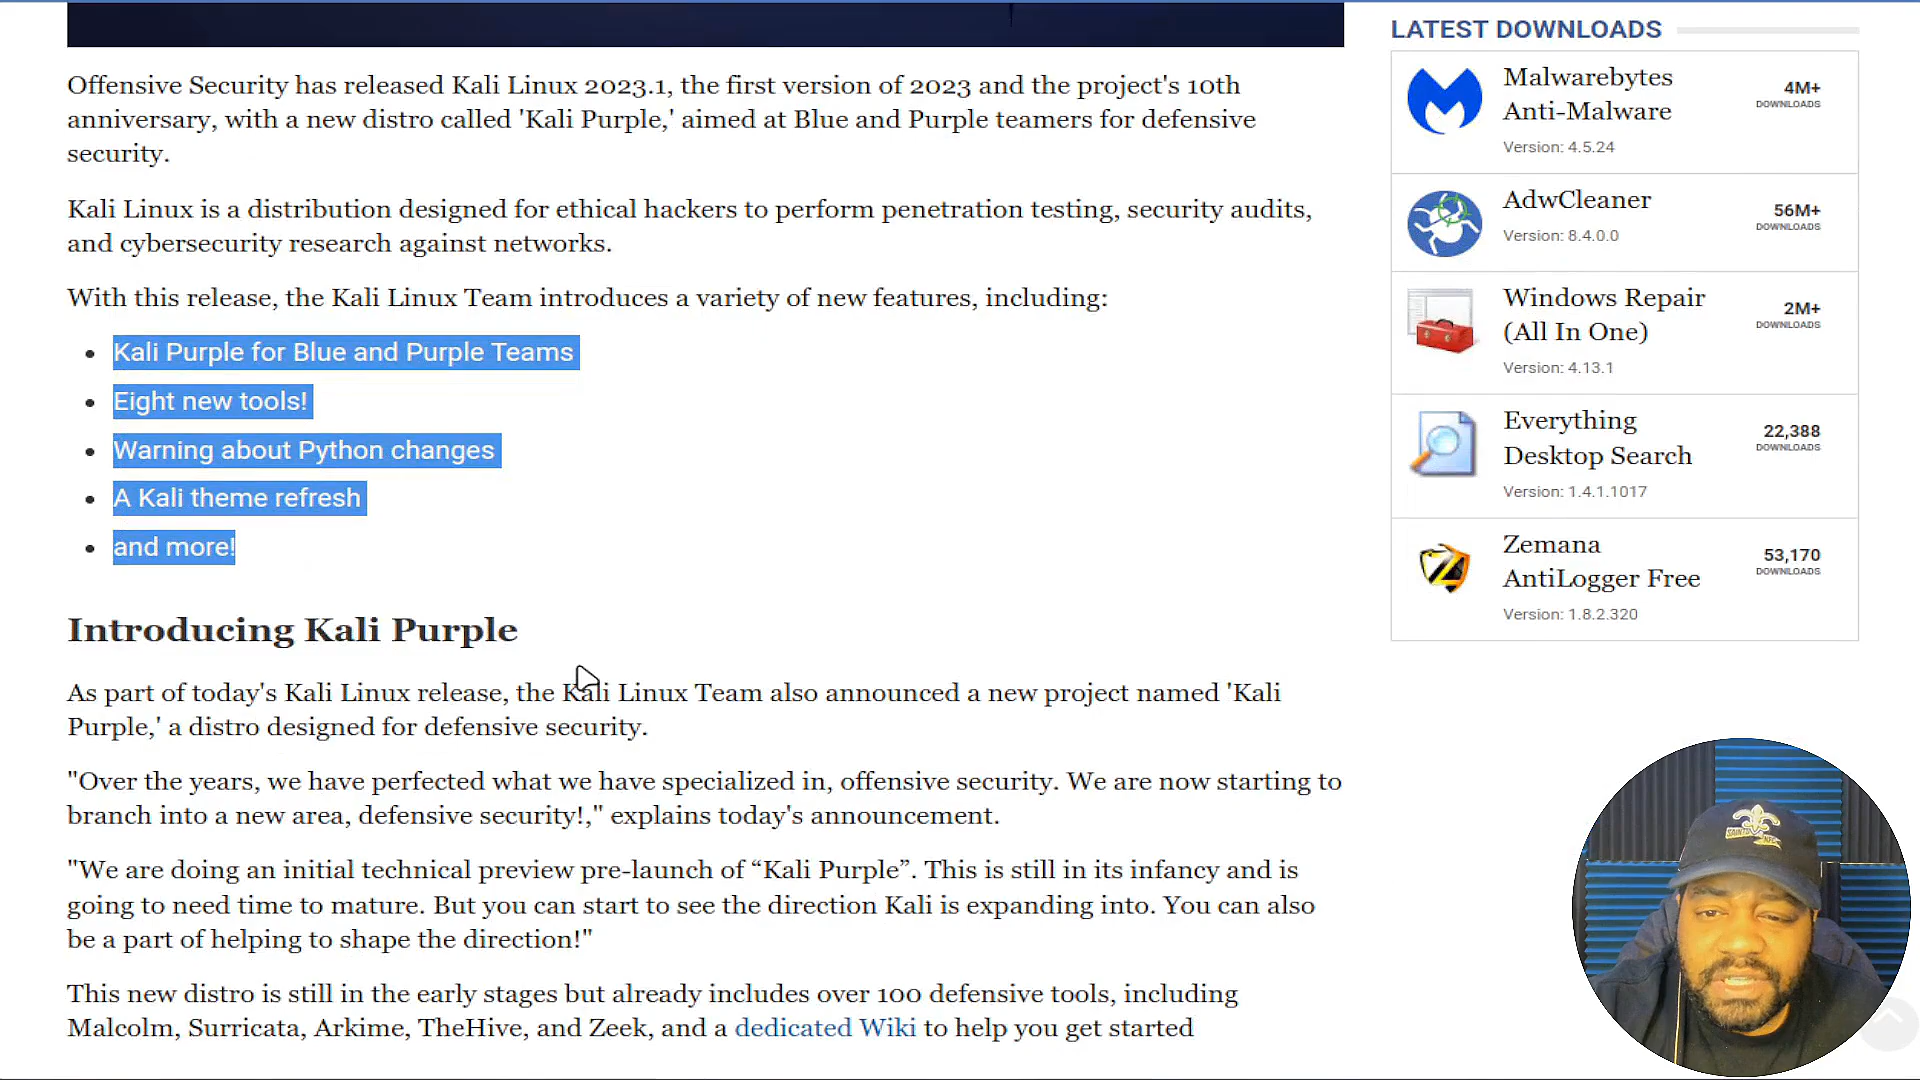 Offensive Security has released Kali Linux 2023.1, the first version of 2023 and the project's 10th
anniversary, with a new distro called 'Kali Purple,' aimed at Blue and Purple teamers for defensive
security.
Kali Linux is a distribution designed for ethical hackers to perform penetration testing, security audits,
and cybersecurity research against networks.
With this release, the Kali Linux Team introduces a variety of new features, including:
Kali Purple for Blue and Purple Teams
Eight new tools!
Warning about Python changes
A Kali theme refresh
and more!
Introducing Kali Purple
As part of today's Kali Linux release, the Kali Linux Team also announced a new project named 'Kali
Purple,' a distro designed for defensive security.
"Over the years, we have perfected what we have specialized in, offensive security. We are now starting to
branch into a new area, defensive security!," explains today's announcement.
"We are doing an initial technical preview pre-launch of “Kali Purple”. This is still in its infancy and is
going to need time to mature. But you can start to see the direction Kali is expanding into. You can also
be a part of helping to shape the direction!"
This new distro is still in the early stages but already includes over 100 defensive tools, including
Malcolm, Surricata, Arkime, TheHive, and Zeek, and a dedicated Wiki to help you get started
LATEST DOWNLOADS
Malwarebytes
Anti-Malware
Version: 4.5.24
4M+
DOWNLOADS
AdwCleaner
Version: 8.4.0.0
56M+
DOWNLOADS
Windows Repair
(All In One)
Version: 4.13.1
2M+
DOWNLOADS
Everything
Desktop Search
Version: 1.4.1.1017
22,388
DOWNLOADS
Zemana
AntiLogger Free
Version: 1.8.2.320
53,170
DOWNLOADS
SAINTS